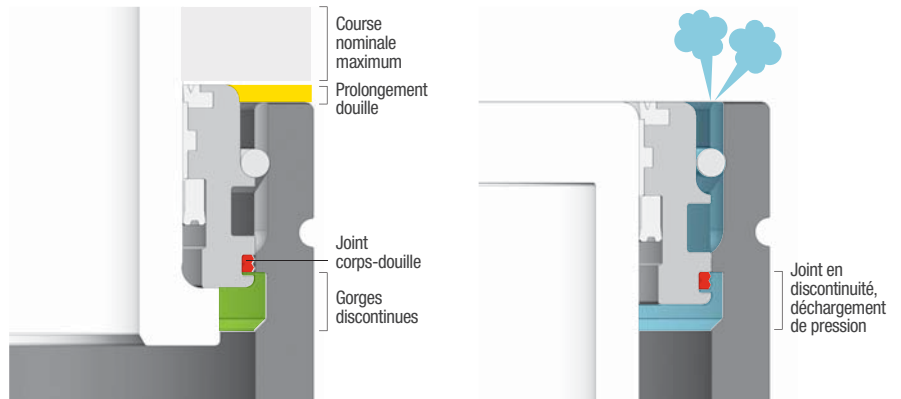 Course
nominale
maximum
Prolongement
douille
Joint
corps-douille
Gorges
discontinues
Joint en
discontinuité,
déchargement
de pression